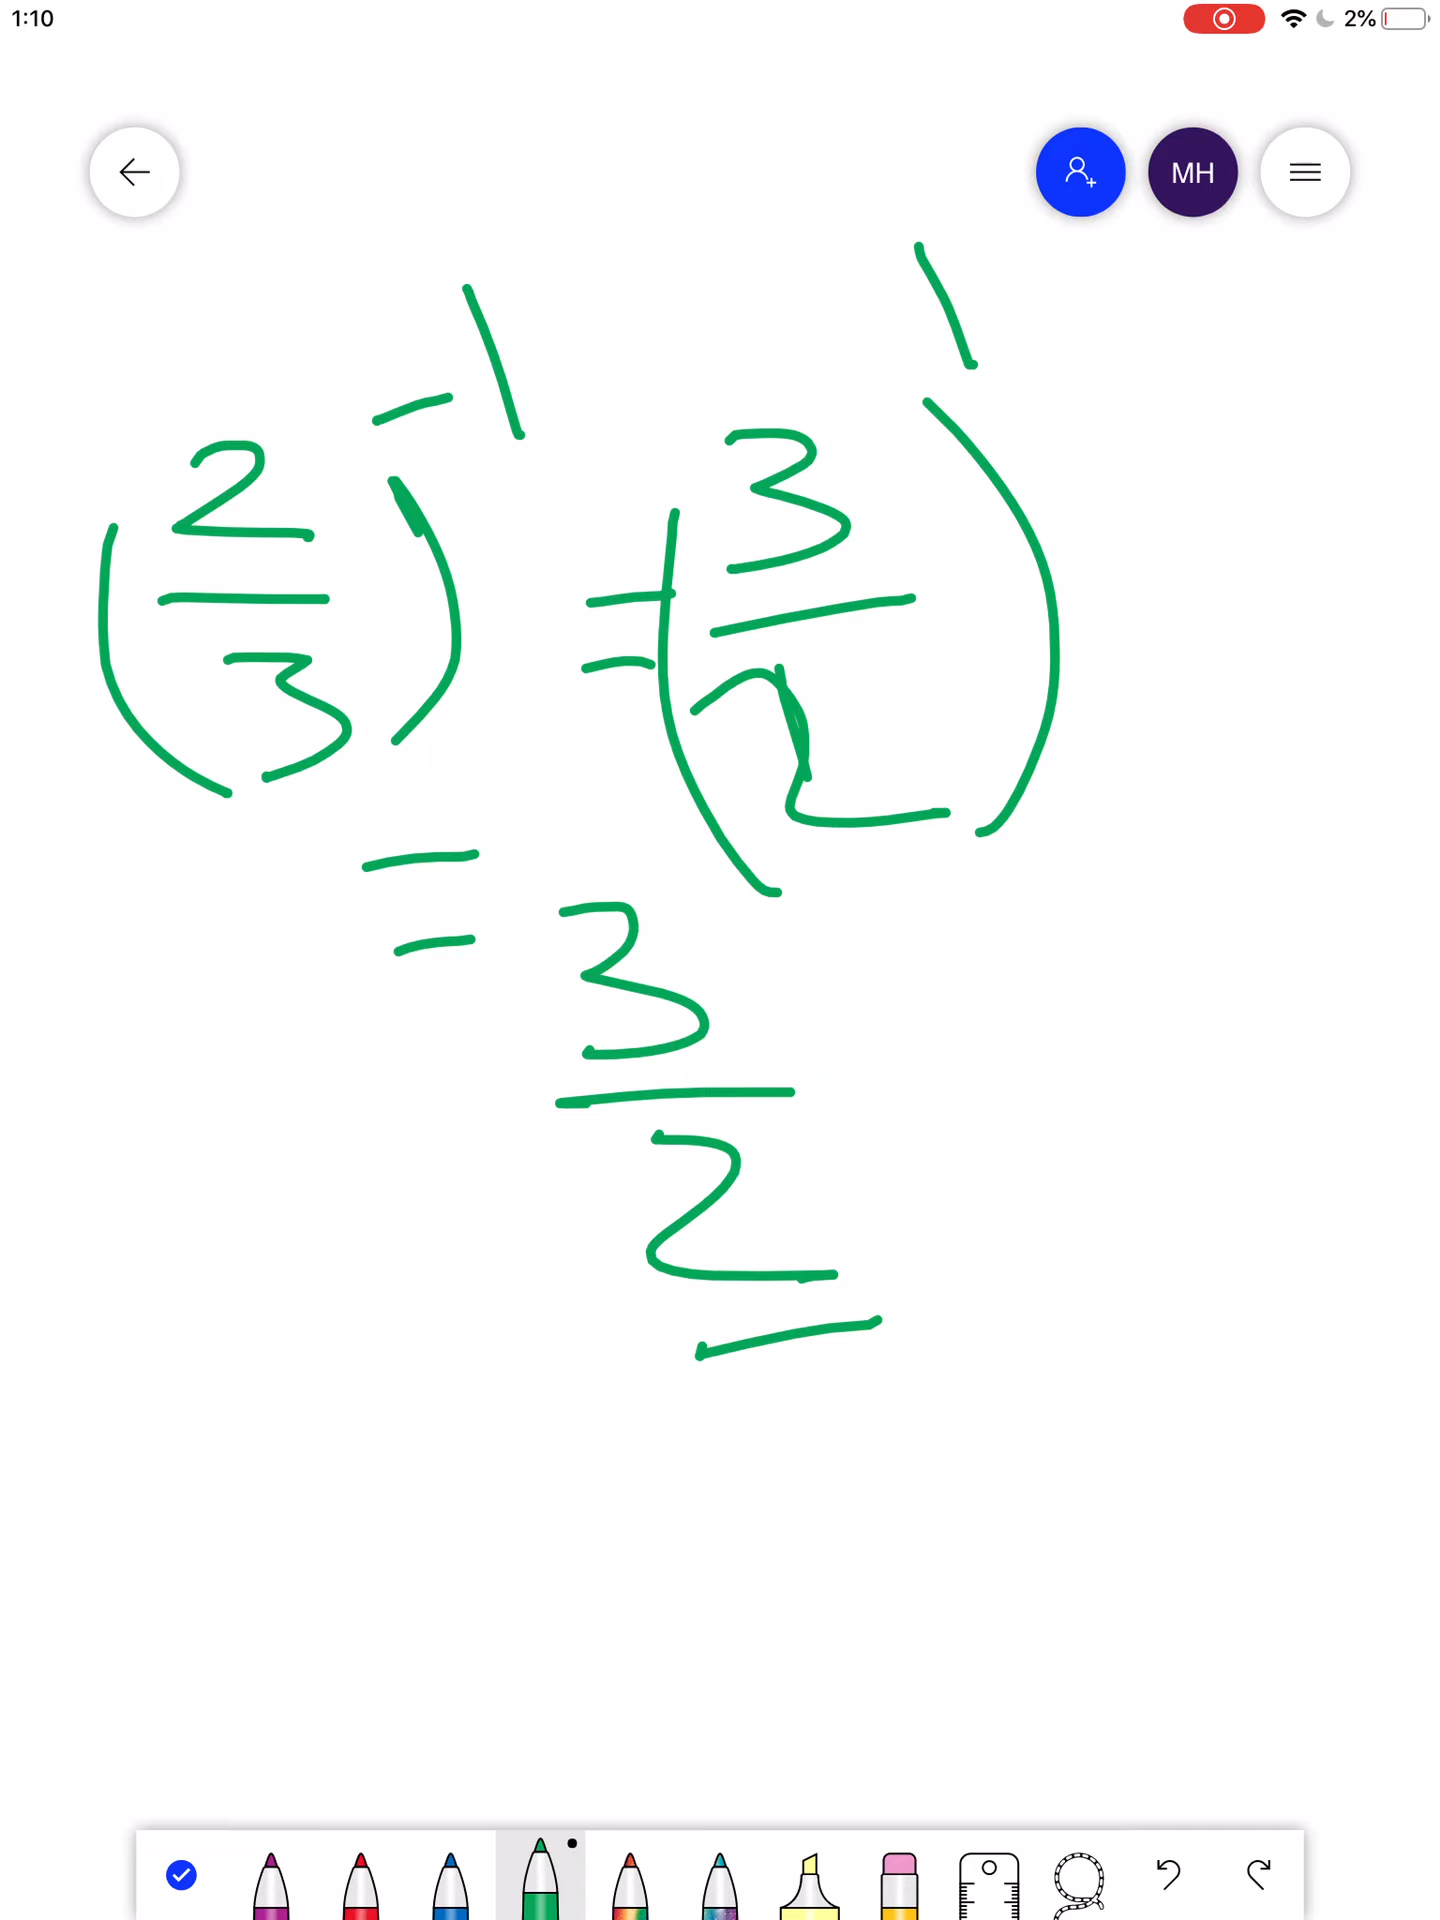 1:10
2%
MH
(2/3)^-1 = (3/2)^1
= 3/2